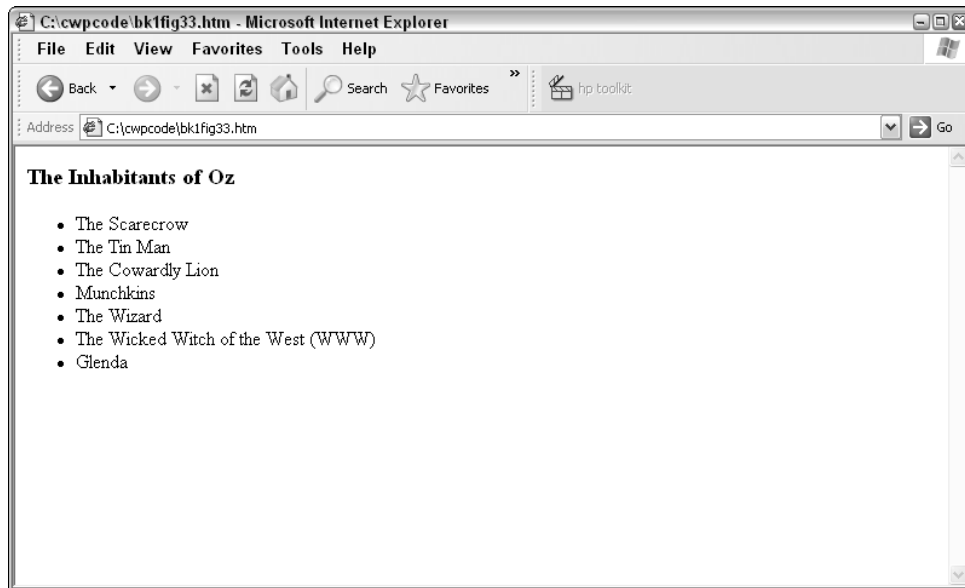 C:\cwpcode\bk1fig33.htm - Microsoft Internet Explorer
File Edit View Favorites Tools Help
Back Search Favorites » hp toolkit
Address C:\cwpcode\bk1fig33.htm Go
The Inhabitants of Oz
• The Scarecrow
• The Tin Man
• The Cowardly Lion
• Munchkins
• The Wizard
• The Wicked Witch of the West (WWW)
• Glenda